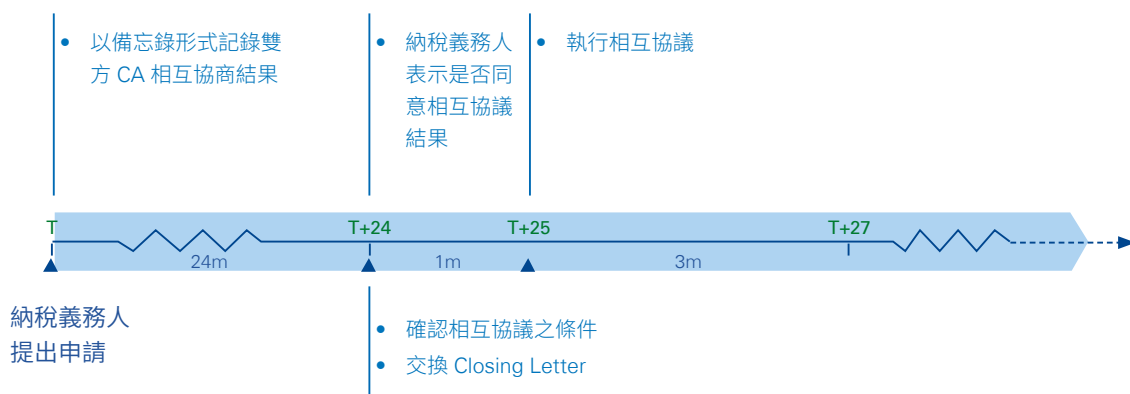 • 以備忘錄形式記錄雙
方 CA 相互協商結果
• 納稅義務人
表示是否同
意相互協議
結果
• 執行相互協議
T
T+24
T+25
T+27
24m
1m
3m
納稅義務人
提出申請
• 確認相互協議之條件
• 交換 Closing Letter